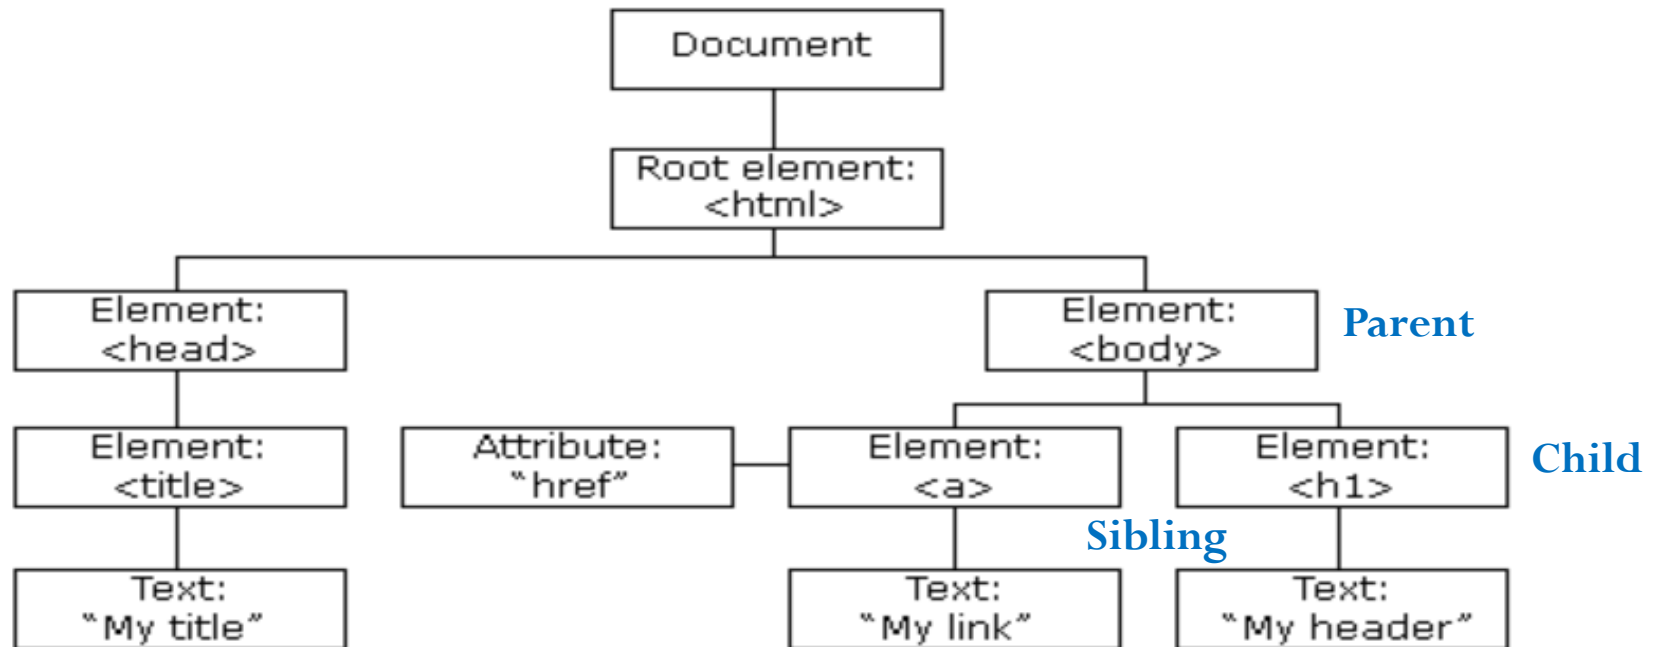 Document
Root element:
<html>
Element:
<head>
Element:
<body>
Parent
Element:
<title>
Attribute:
“href”
Element:
<a>
Element:
<h1>
Child
Sibling
Text:
“My title”
Text:
“My link”
Text:
“My header”